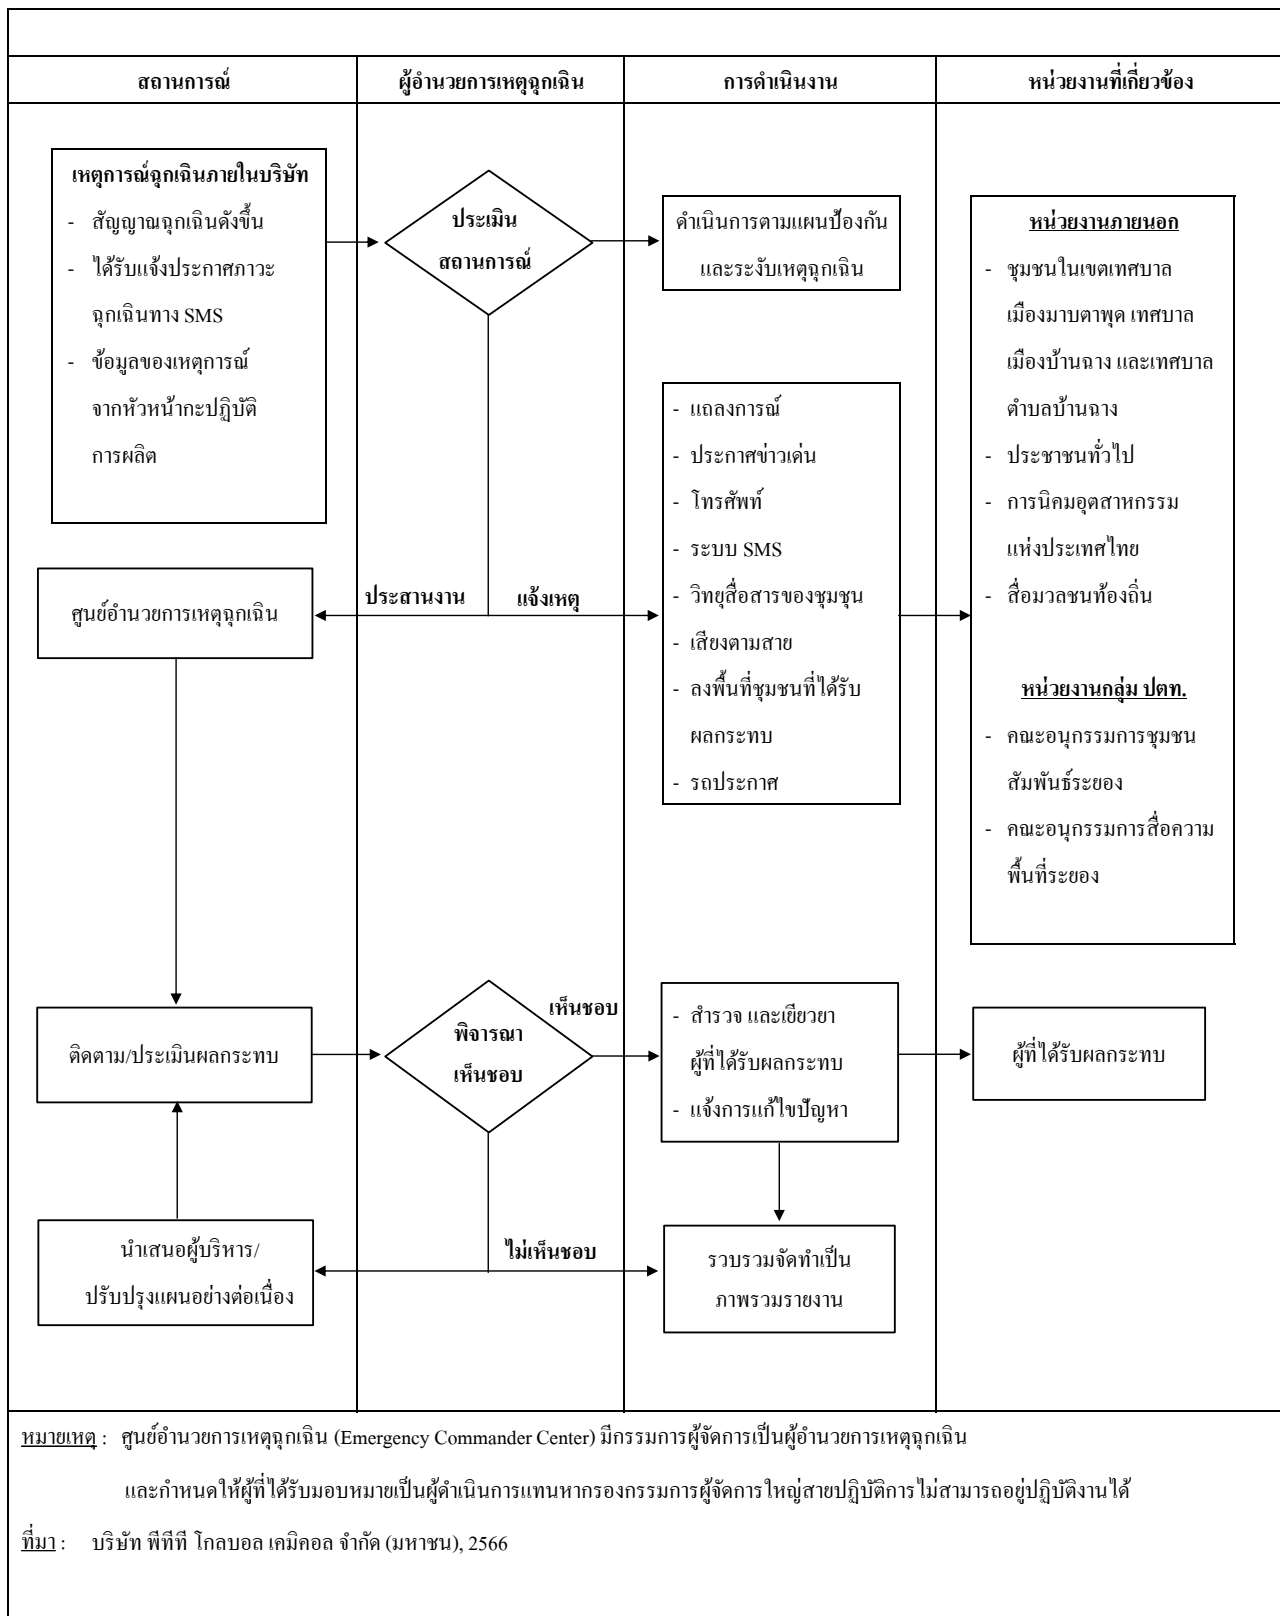 สถานการณ์
ผู้อำนวยการเหตุฉุกเฉิน
การดำเนินงาน
หน่วยงานที่เกี่ยวข้อง
เหตุการณ์ฉุกเฉินภายในบริษัท
- สัญญาณฉุกเฉินดังขึ้น
- ได้รับแจ้งประกาศภาวะ
ฉุกเฉินทาง SMS
- ข้อมูลของเหตุการณ์
จากหัวหน้ากะปฏิบัติ
การผลิต
ประเมิน
สถานการณ์
ดำเนินการตามแผนป้องกัน
และระงับเหตุฉุกเฉิน
หน่วยงานภายนอก
- ชุมชนในเขตเทศบาล
เมืองมาบตาพุด เทศบาล
เมืองบ้านฉาง และเทศบาล
ตำบลบ้านฉาง
- ประชาชนทั่วไป
- การนิคมอุตสาหกรรม
แห่งประเทศไทย
- สื่อมวลชนท้องถิ่น
หน่วยงานกลุ่ม ปตท.
- คณะอนุกรรมการชุมชน
สัมพันธ์ระยอง
- คณะอนุกรรมการสื่อความ
พื้นที่ระยอง
- แถลงการณ์
- ประกาศข่าวเด่น
- โทรศัพท์
- ระบบ SMS
- วิทยุสื่อสารของชุมชุน
- เสียงตามสาย
- ลงพื้นที่ชุมชนที่ได้รับ
ผลกระทบ
- รถประกาศ
ศูนย์อำนวยการเหตุฉุกเฉิน
ประสานงาน
แจ้งเหตุ
ติดตาม/ประเมินผลกระทบ
พิจารณา
เห็นชอบ
เห็นชอบ
- สำรวจ และเยียวยา
ผู้ที่ได้รับผลกระทบ
- แจ้งการแก้ไขปัญหา
ผู้ที่ได้รับผลกระทบ
นำเสนอผู้บริหาร/
ปรับปรุงแผนอย่างต่อเนื่อง
ไม่เห็นชอบ
รวบรวมจัดทำเป็น
ภาพรวมรายงาน
หมายเหตุ : ศูนย์อำนวยการเหตุฉุกเฉิน (Emergency Commander Center) มีกรรมการผู้จัดการเป็นผู้อำนวยการเหตุฉุกเฉิน
และกำหนดให้ผู้ที่ได้รับมอบหมายเป็นผู้ดำเนินการแทนหากรองกรรมการผู้จัดการใหญ่สายปฏิบัติการไม่สามารถอยู่ปฏิบัติงานได้
ที่มา : บริษัท พีทีที โกลบอล เคมิคอล จำกัด (มหาชน), 2566